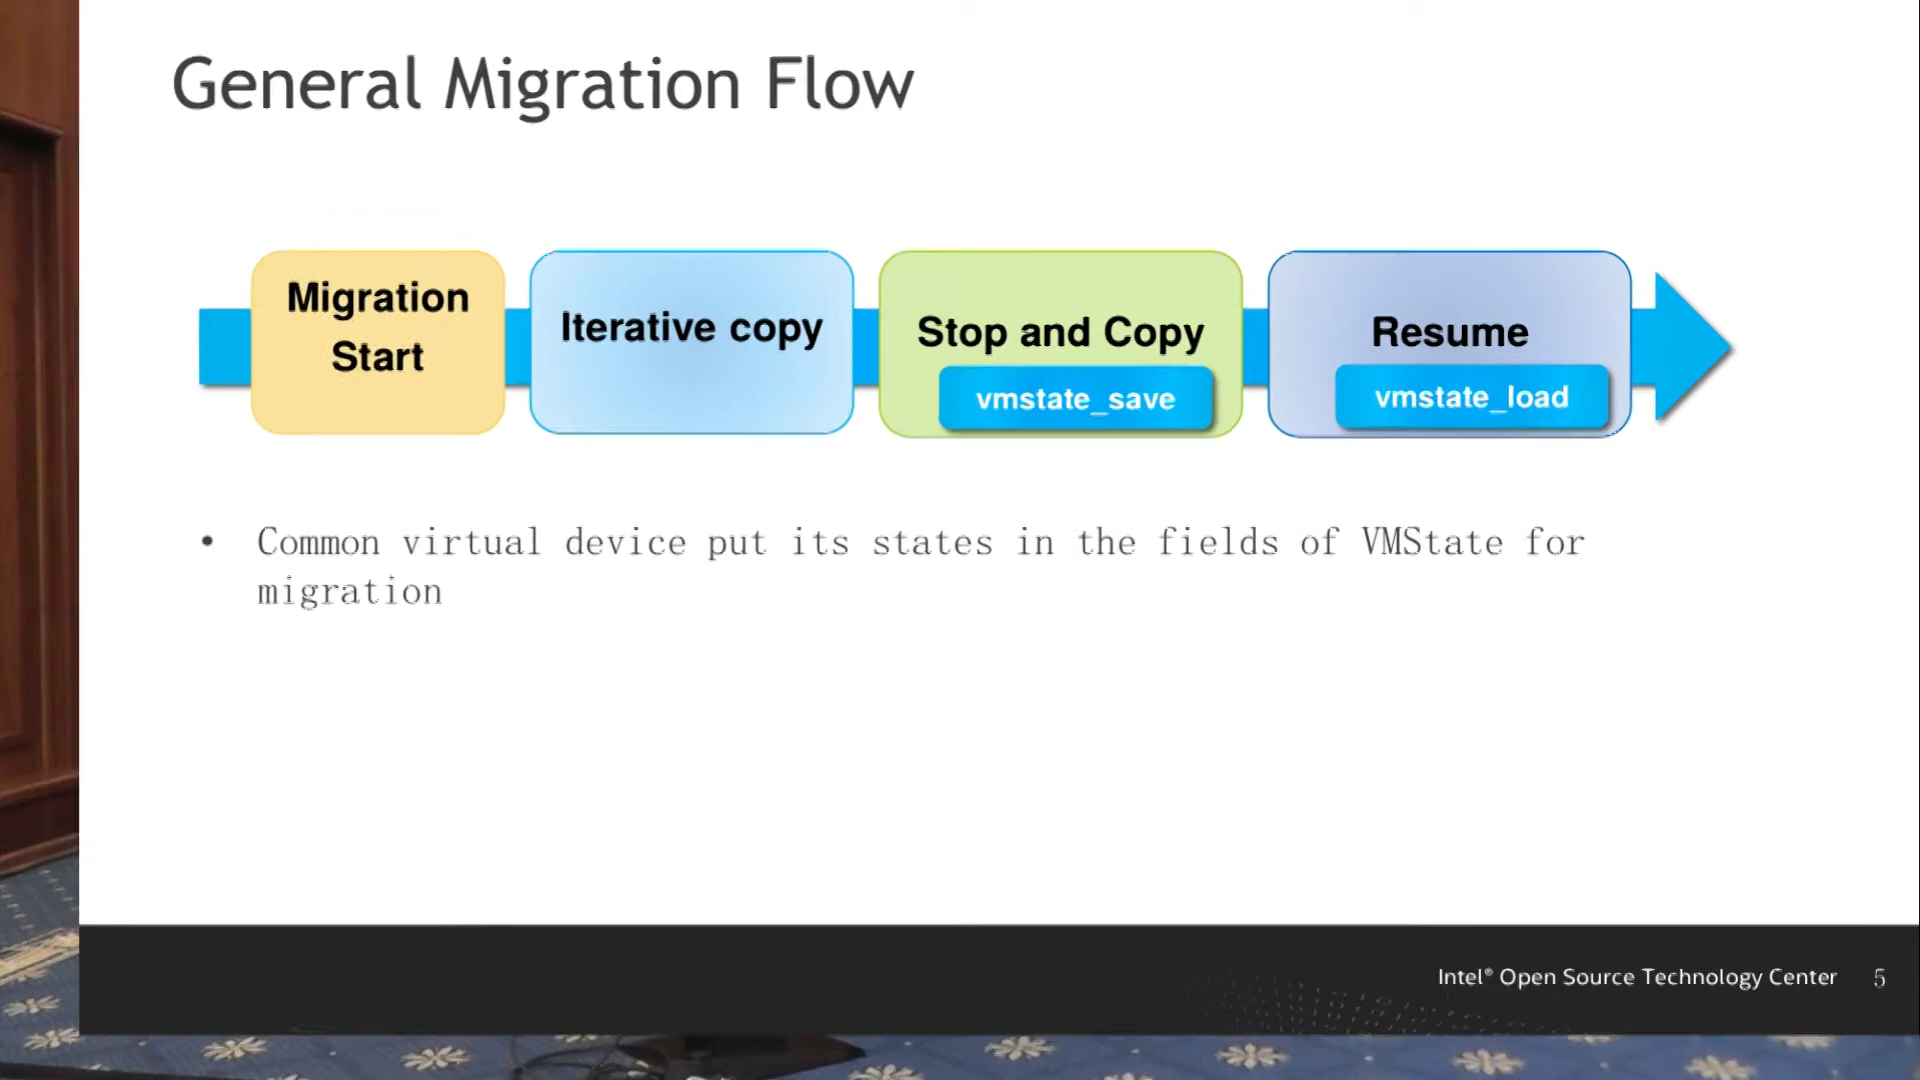 General Migration Flow
Migration
Start
Iterative copy
Stop and Copy
vmstate_save
Resume
vmstate_load
• Common virtual device put its states in the fields of VMState for
migration
Intel® Open Source Technology Center 5